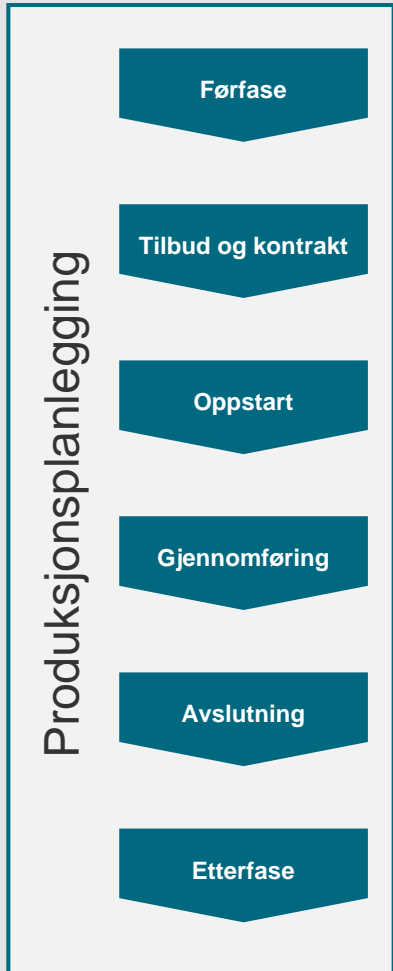 Produksjonsplanlegging
Førfase
Tilbud og kontrakt
Oppstart
Gjennomføring
Avslutning
Etterfase